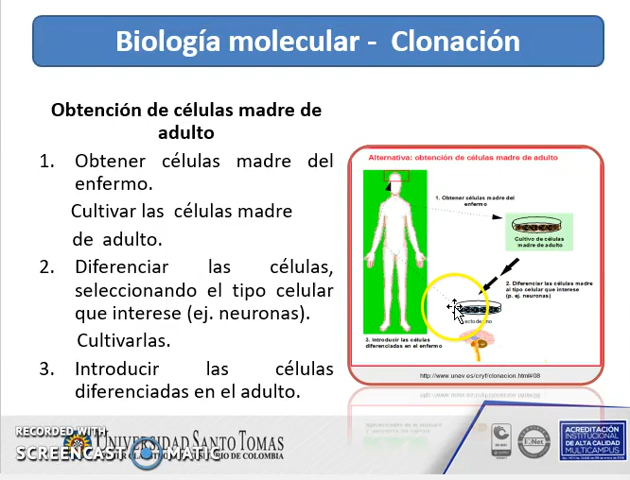 Biología molecular - Clonación
Obtención de células madre de
adulto
1. Obtener células madre del
enfermo.
Cultivar las células madre
de adulto.
2. Diferenciar las células,
seleccionando el tipo celular
que interese (ej. neuronas).
Cultivarlas.
3. Introducir las células
diferenciadas en el adulto.
Alternativa: obtención de células madre de adulto
1. Obtener células madre del
enfermo
Cultivo de células
madre de adulto
2. Diferenciar las células madre
al tipo celular que interese
(p. ej. neuronas)
3. Introducir las células
diferenciadas en el enfermo
http://www.unav.es/cryf/clonacion.html#08
RECORDED WITH
SCREENCAST MATIC
UNIVERSIDAD SANTO TOMÁS
ACREDITACIÓN
INSTITUCIONAL
DE ALTA CALIDAD
MULTICAMPUS